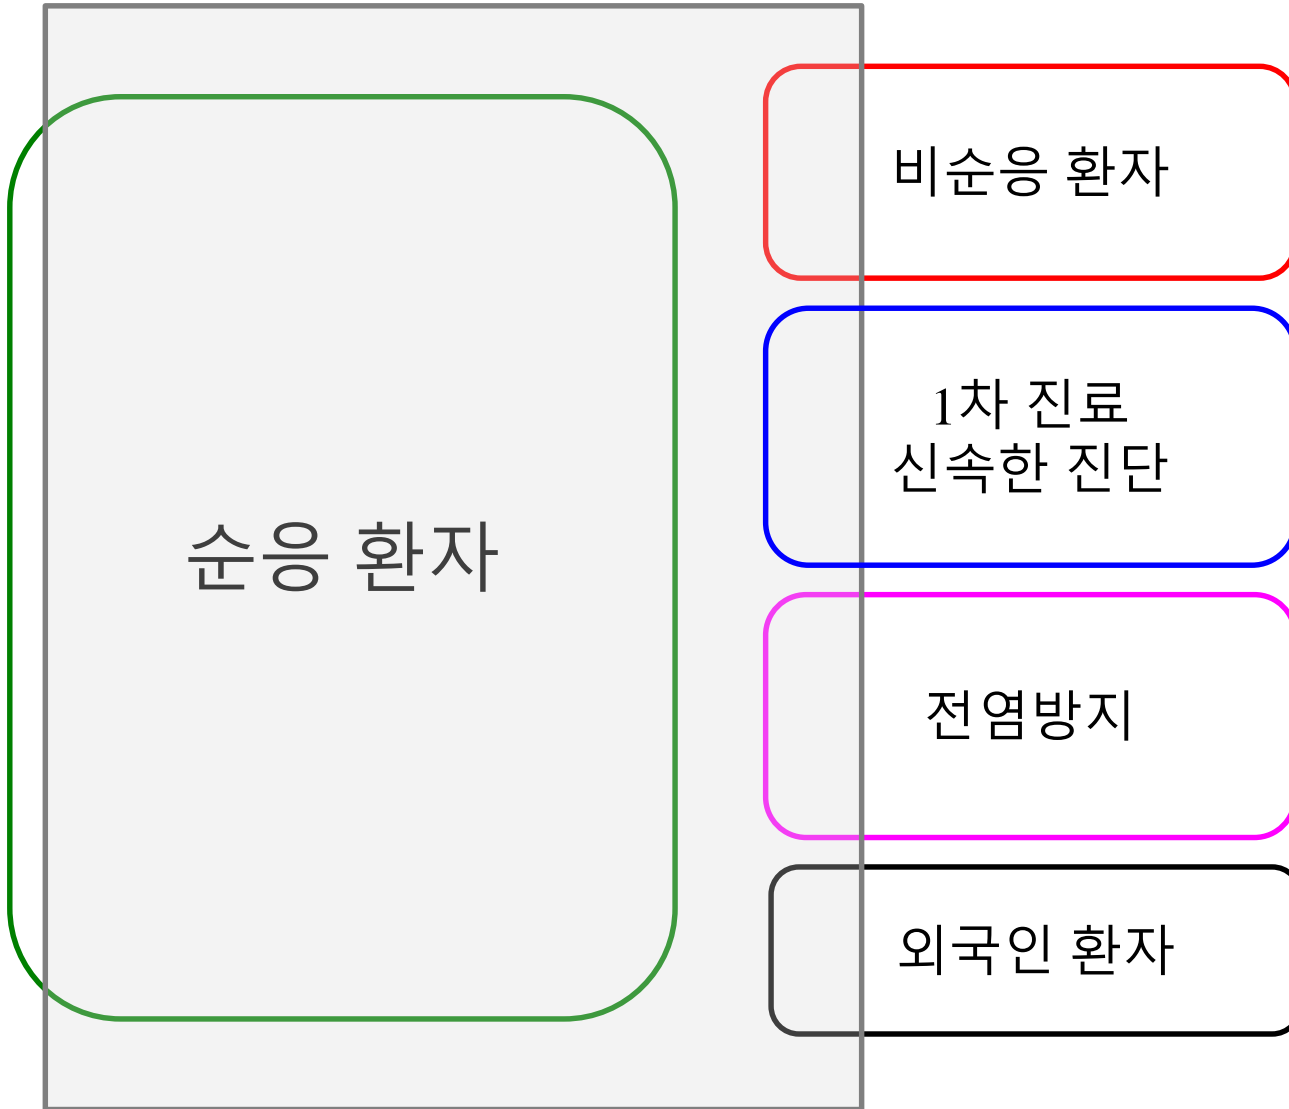 순응 환자
비순응 환자
1차 진료
신속한 진단
전염방지
외국인 환자